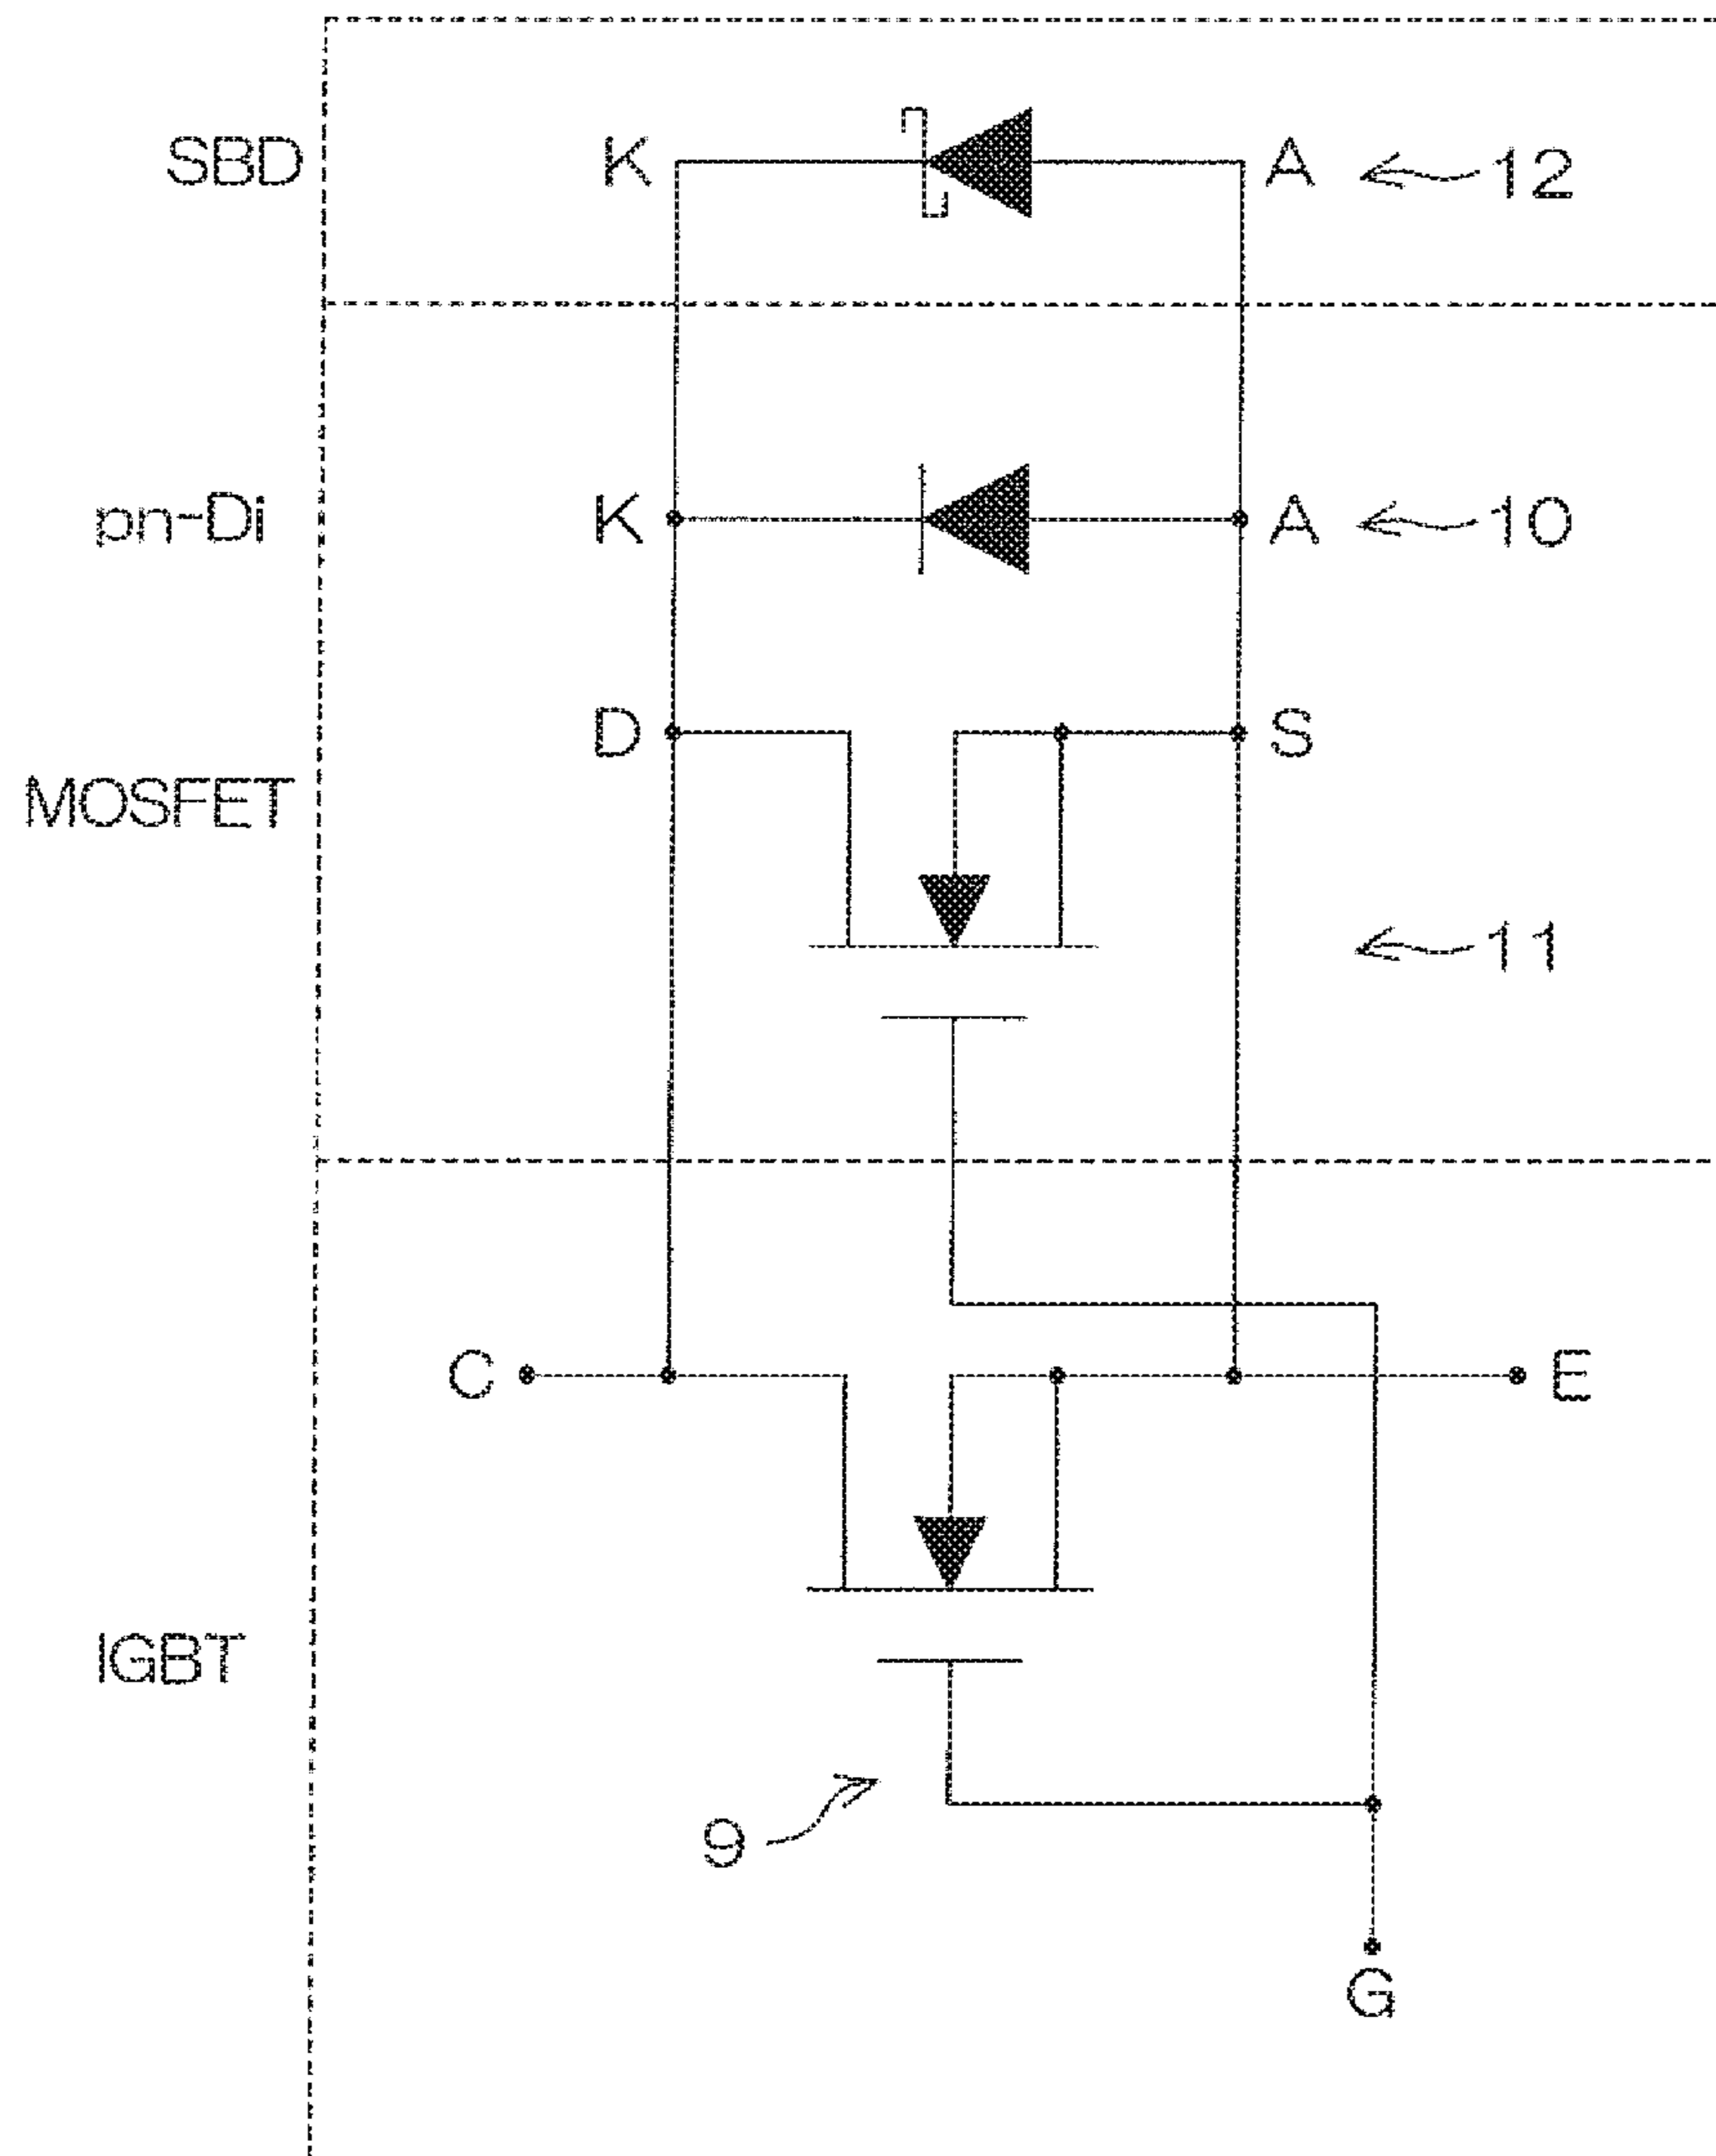 SBD K A 12
pn-Di K A 10
D S
MOSFET
11
C E
IGBT
9
G